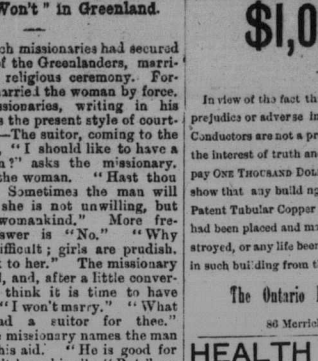 Won't" in Greenland.
ch missionaries had secured
of the Greenlanders, marri-
religious ceremony. For-
arried the woman by force.
ssionaries, writing in his
s the present style of court-
—The suitor, coming to the
, "I should like to have a
n?" asks the missionary.
the woman. "Hast thou
Sometimes the man will
she is not unwilling, but
womankind." More fre-
swer is "No." "Why
ifficult; girls are prudish.
k to her." The missionary
l, and, after a little conver-
think it is time to have
"I won't marry." "What
ad a suitor for thee."
e missionary names the man
his aid. "He is good for
$1,0
In view of the fact th
prejudice or adverse in
Conductors are not a pr
the interest of truth an
pay ONE THOUSAND DOL
show that any building
Patent Tubular Copper
had been placed and m
stroyed, or any life been
in such building from t
The Ontario
86 Merric
HEALTH